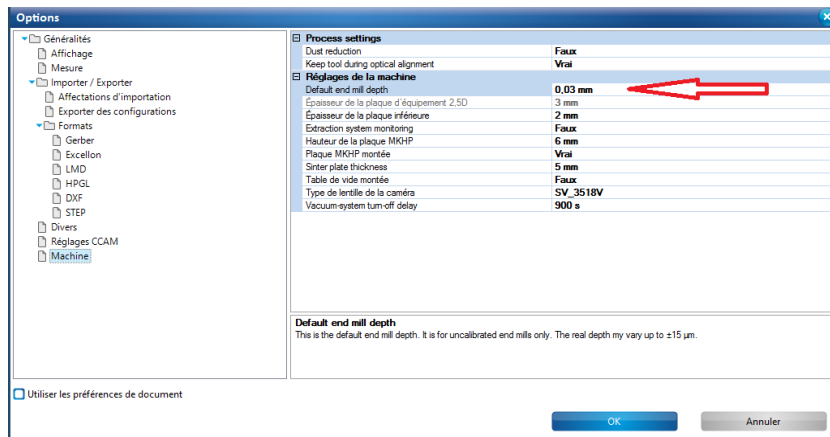 Options
Généralités
Affichage
Mesure
Importer / Exporter
Affectations d'importation
Exporter des configurations
Formats
Gerber
Excellon
LMD
HPGL
DXF
STEP
Divers
Réglages CCAM
Machine
Process settings
Dust reduction Faux
Keep tool during optical alignment Vrai
Réglages de la machine
Default end mill depth 0,03 mm
Épaisseur de la plaque d'équipement 2,5D 3 mm
Épaisseur de la plaque inférieure 2 mm
Extraction system monitoring Faux
Hauteur de la plaque MKHP 6 mm
Plaque MKHP montée Vrai
Sinter plate thickness 5 mm
Table de vide montée Faux
Type de lentille de la caméra SV_3518V
Vacuum-system turn-off delay 900 s
Default end mill depth
This is the default end mill depth. It is for uncalibrated end mills only. The real depth my vary up to ±15 µm.
Utiliser les préférences de document
OK Annuler